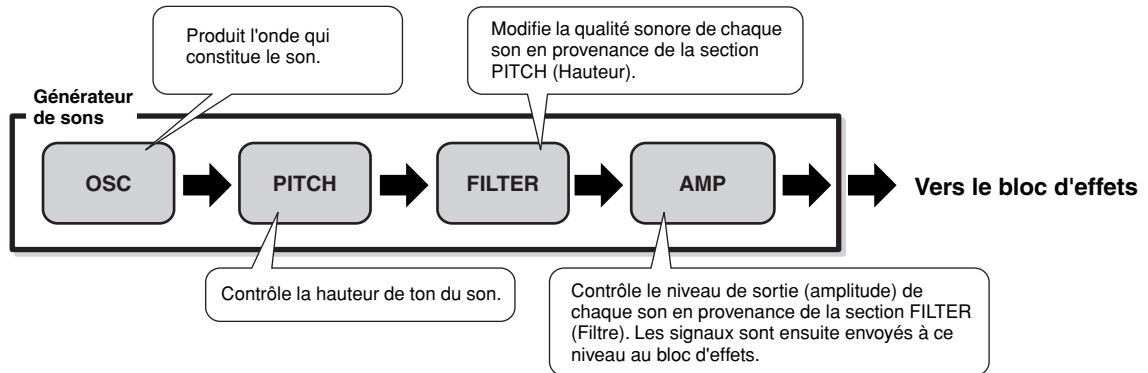 Produit l'onde qui
constitue le son.
Modifie la qualité sonore de chaque
son en provenance de la section
PITCH (Hauteur).
Générateur
de sons
OSC
PITCH
FILTER
AMP
Vers le bloc d'effets
Contrôle la hauteur de ton du son.
Contrôle le niveau de sortie (amplitude) de
chaque son en provenance de la section FILTER
(Filtre). Les signaux sont ensuite envoyés à ce
niveau au bloc d'effets.